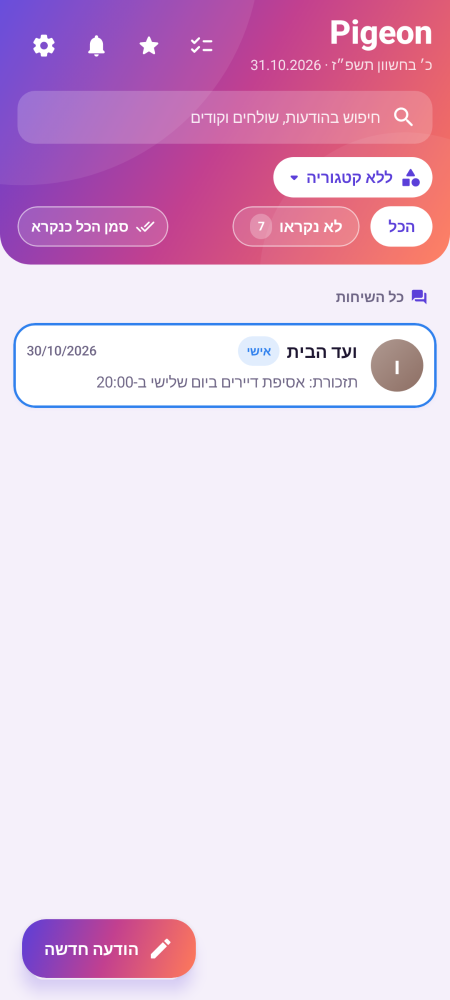 Pigeon
כ׳ בחשוון תשפ״ז · 31.10.2026
חיפוש בהודעות, שולחים וקודים
ללא קטגוריה
הכל
לא נקראו 7
סמן הכל כנקרא
כל השיחות
ו
ועד הבית אישי 30/10/2026
תזכורת: אסיפת דיירים ביום שלישי ב-20:00
הודעה חדשה